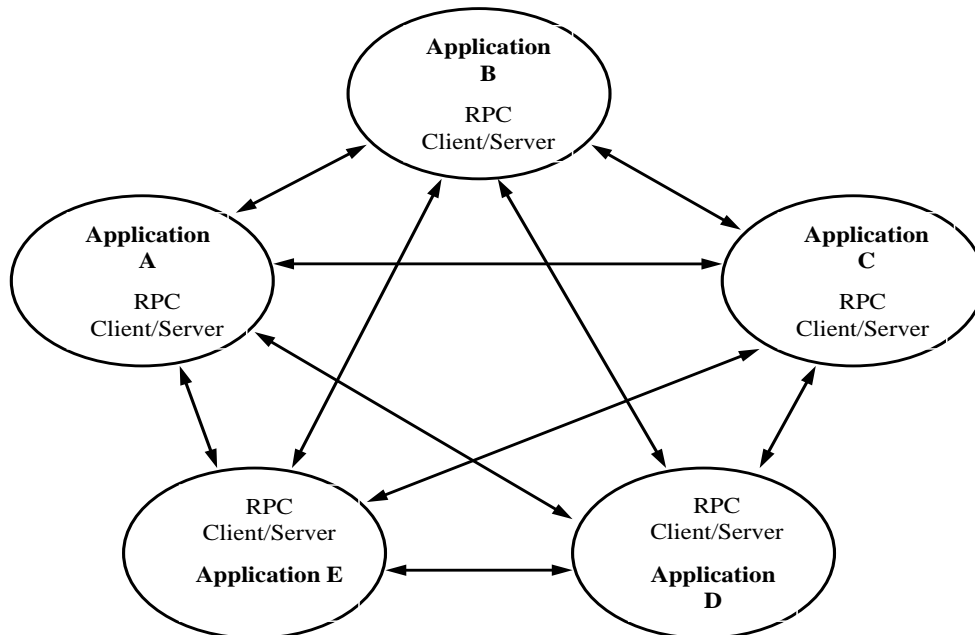 Application
B
RPC
Client/Server
Application
A
RPC
Client/Server
Application
C
RPC
Client/Server
RPC
Client/Server
Application E
RPC
Client/Server
Application
D